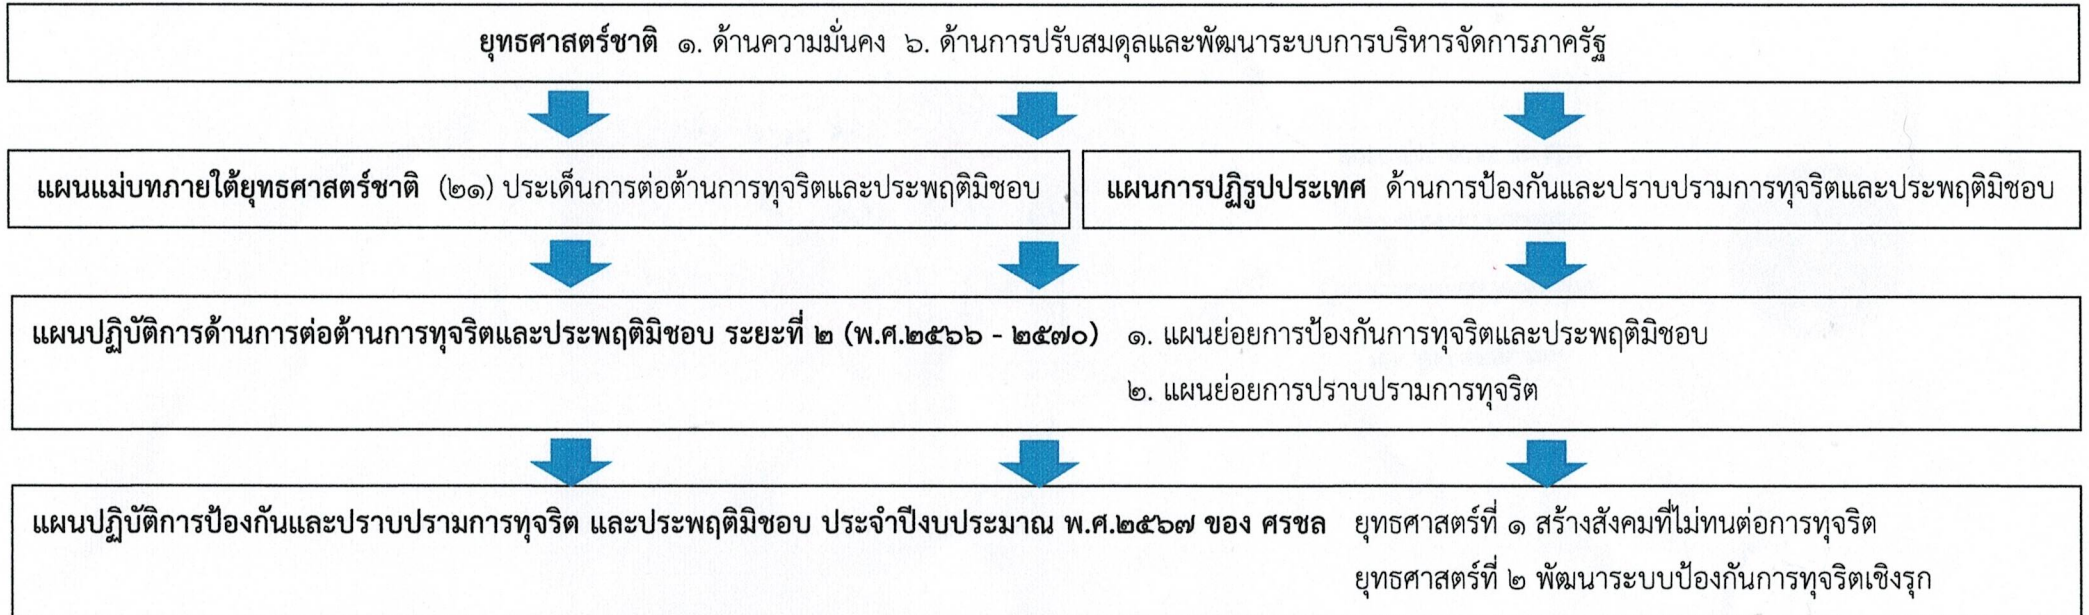 ยุทธศาสตร์ชาติ ๑. ด้านความมั่นคง ๖. ด้านการปรับสมดุลและพัฒนาระบบการบริหารจัดการภาครัฐ
แผนแม่บทภายใต้ยุทธศาสตร์ชาติ (๒๑) ประเด็นการต่อต้านการทุจริตและประพฤติมิชอบ
แผนการปฏิรูปประเทศ ด้านการป้องกันและปราบปรามการทุจริตและประพฤติมิชอบ
แผนปฏิบัติการด้านการต่อต้านการทุจริตและประพฤติมิชอบ ระยะที่ ๒ (พ.ศ.๒๕๖๖ - ๒๕๗๐) ๑. แผนย่อยการป้องกันการทุจริตและประพฤติมิชอบ
๒. แผนย่อยการปราบปรามการทุจริต
แผนปฏิบัติการป้องกันและปราบปรามการทุจริต และประพฤติมิชอบ ประจำปีงบประมาณ พ.ศ.๒๕๖๗ ของ ศรชล ยุทธศาสตร์ที่ ๑ สร้างสังคมที่ไม่ทนต่อการทุจริต
ยุทธศาสตร์ที่ ๒ พัฒนาระบบป้องกันการทุจริตเชิงรุก